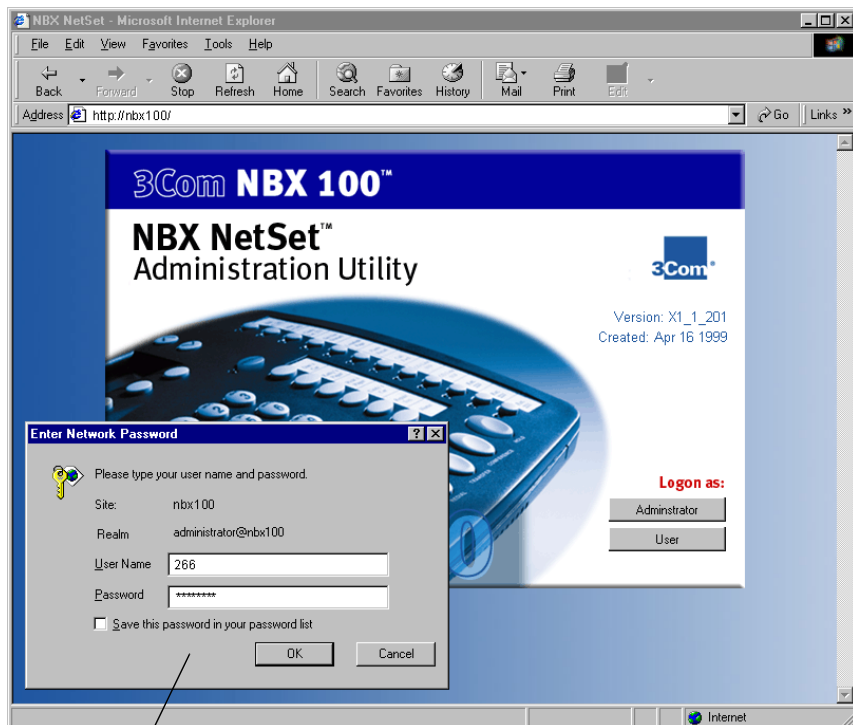 NBX NetSet - Microsoft Internet Explorer
File Edit View Favorites Tools Help
Back Forward Stop Refresh Home Search Favorites History Mail Print Edit
Address http://nbx100/ Go Links »
3Com NBX 100™
NBX NetSet™
Administration Utility
3Com®
Version: X1_1_201
Created: Apr 16 1999
Logon as:
Adminstrator
User
Enter Network Password
Please type your user name and password.
Site: nbx100
Realm administrator@nbx100
User Name 266
Password ********
Save this password in your password list
OK Cancel
Internet